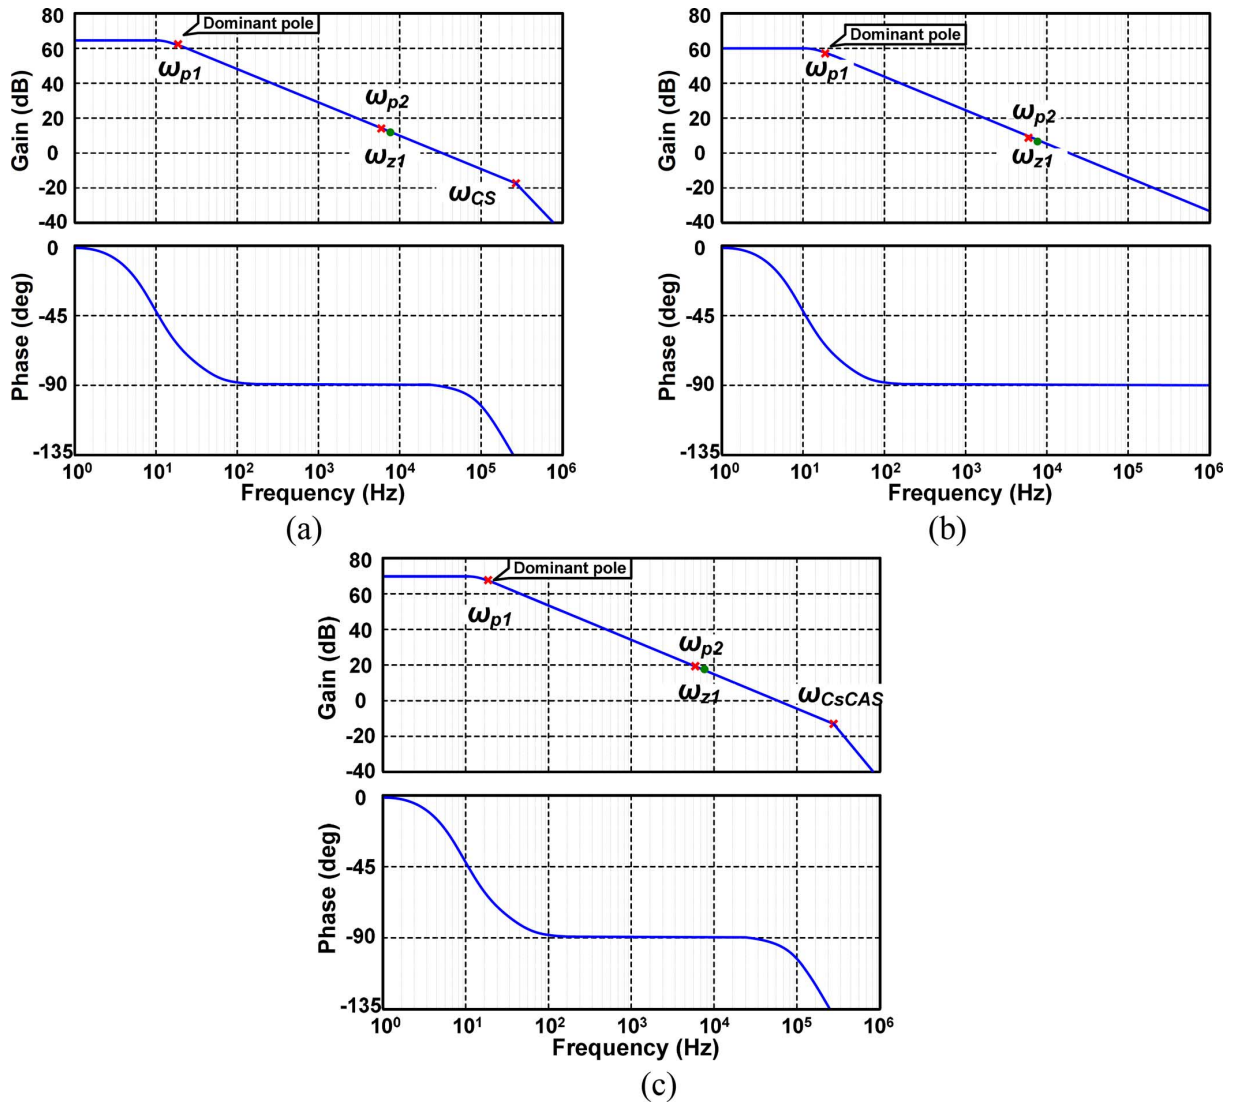 80
60
40
20
0
-20
-40
Gain (dB)
Dominant pole
ωp1
ωp2
ωz1
ωCS
0
-45
-90
-135
Phase (deg)
10⁰ 10¹ 10² 10³ 10⁴ 10⁵ 10⁶
Frequency (Hz)
(a)
80
60
40
20
0
-20
-40
Gain (dB)
Dominant pole
ωp1
ωp2
ωz1
0
-45
-90
-135
Phase (deg)
10⁰ 10¹ 10² 10³ 10⁴ 10⁵ 10⁶
Frequency (Hz)
(b)
80
60
40
20
0
-20
-40
Gain (dB)
Dominant pole
ωp1
ωp2
ωz1
ωCsCAS
0
-45
-90
-135
Phase (deg)
10⁰ 10¹ 10² 10³ 10⁴ 10⁵ 10⁶
Frequency (Hz)
(c)